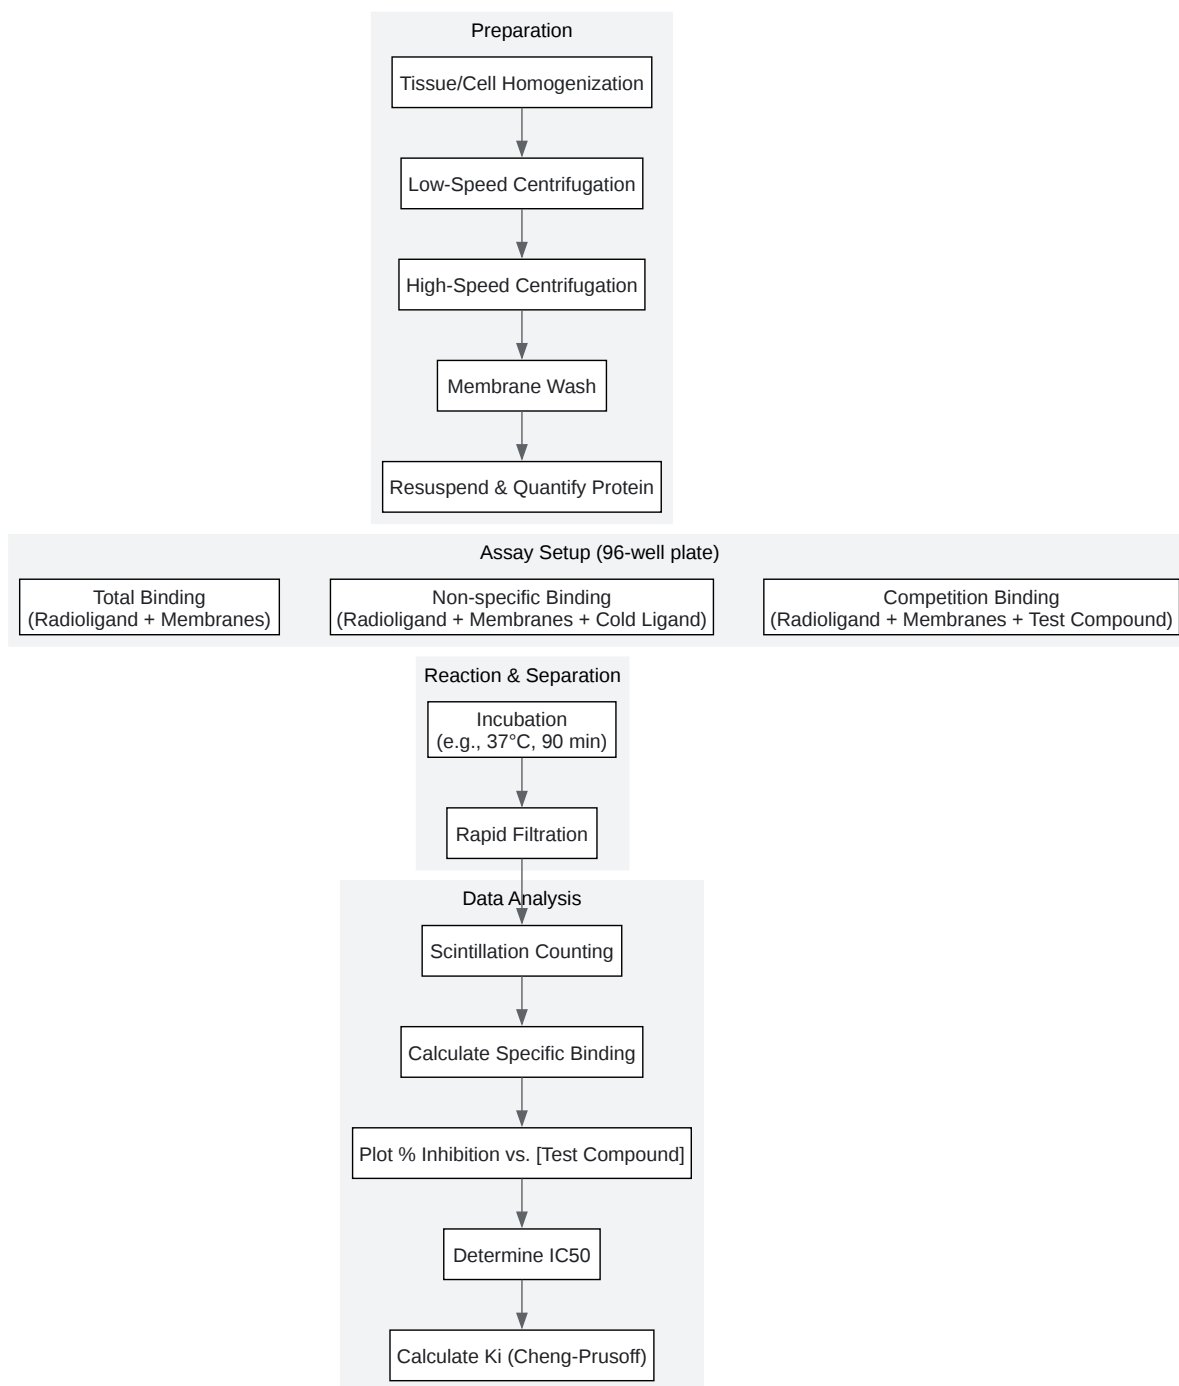 Preparation
Tissue/Cell Homogenization
Low-Speed Centrifugation
High-Speed Centrifugation
Membrane Wash
Resuspend & Quantify Protein
Assay Setup (96-well plate)
Total Binding
(Radioligand + Membranes)
Non-specific Binding
(Radioligand + Membranes + Cold Ligand)
Competition Binding
(Radioligand + Membranes + Test Compound)
Reaction & Separation
Incubation
(e.g., 37°C, 90 min)
Rapid Filtration
Data Analysis
Scintillation Counting
Calculate Specific Binding
Plot % Inhibition vs. [Test Compound]
Determine IC50
Calculate Ki (Cheng-Prusoff)